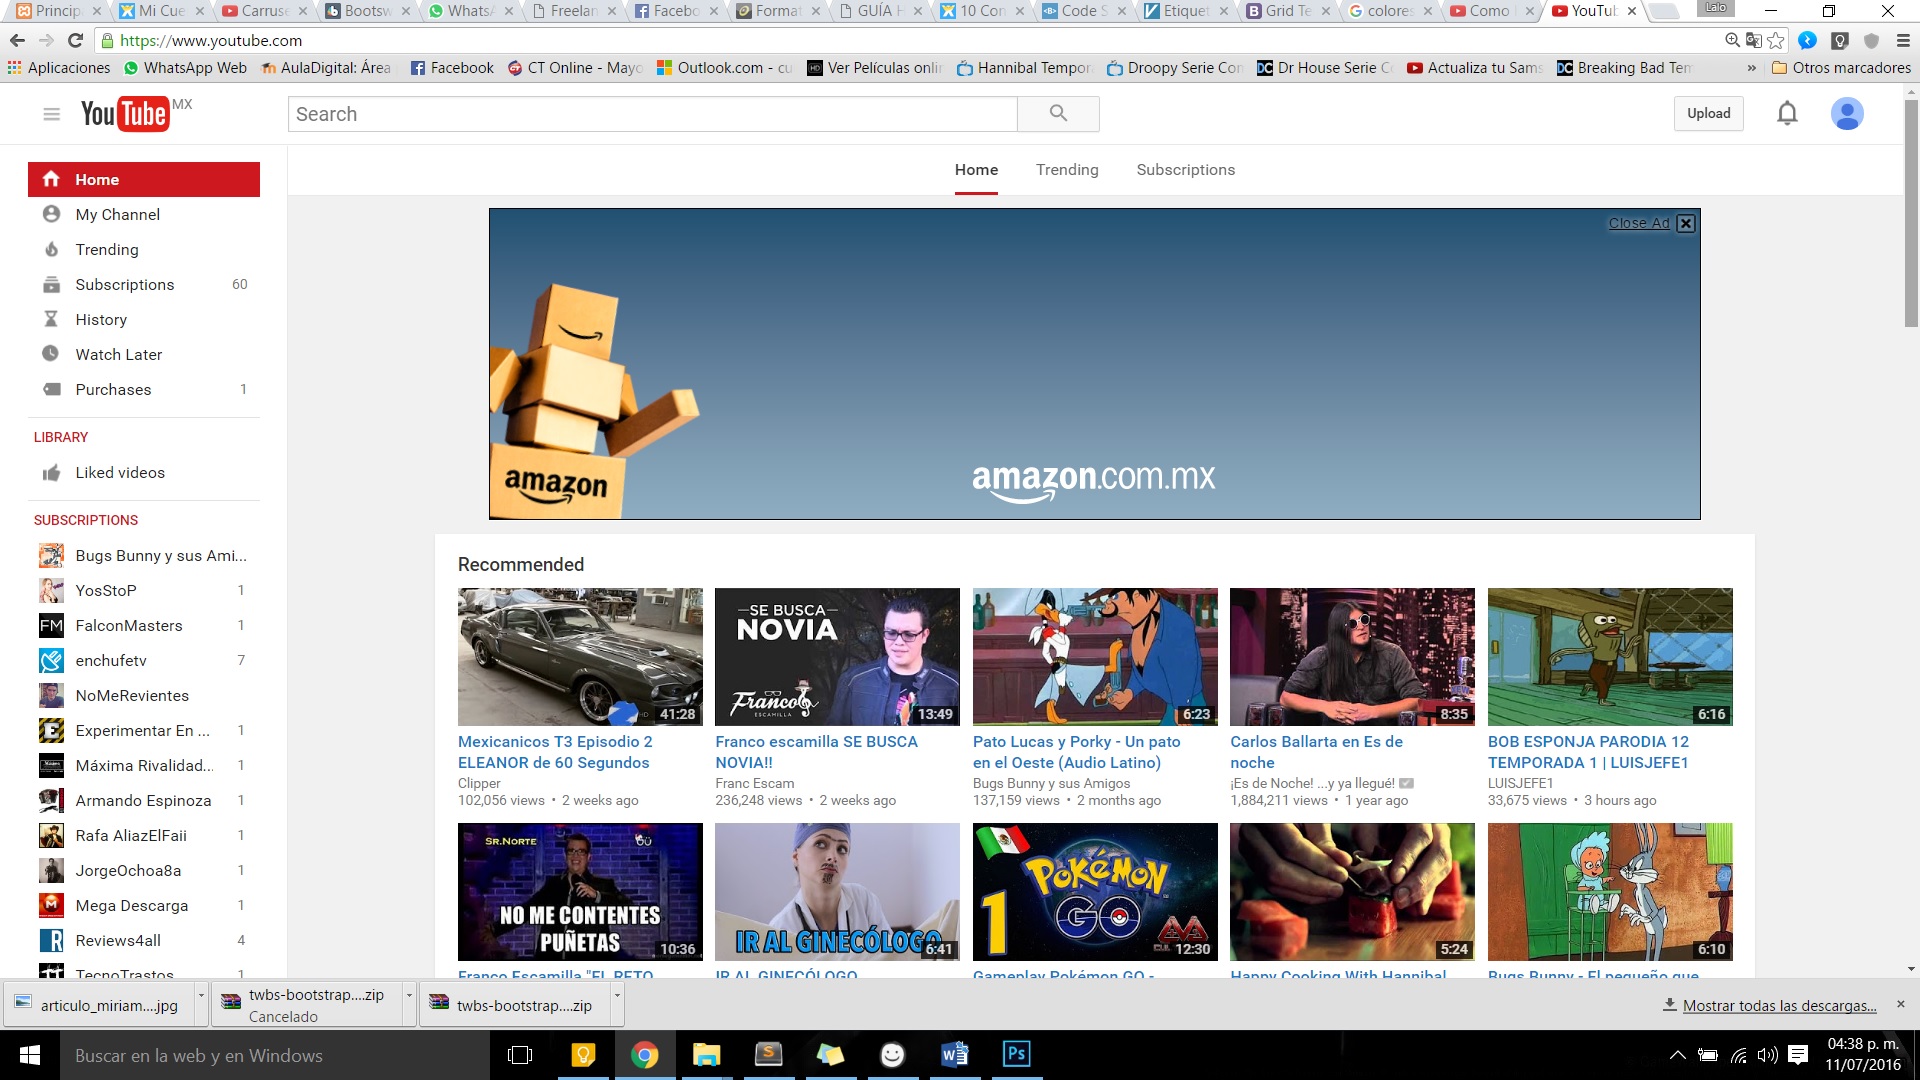 Princip
Mi Cue
Carruse
Bootsw
WhatsA
Freelan
Facebo
Format
GUÍA H
10 Con
Code S
Etiquet
Grid Te
colores
Como
YouTub
Lalo
https://www.youtube.com
Aplicaciones
WhatsApp Web
AulaDigital: Área
Facebook
CT Online - Mayo
Outlook.com - cu
Ver Películas onlin
Hannibal Tempora
Droopy Serie Com
Dr House Serie Co
Actualiza tu Sams
Breaking Bad Tem
»
Otros marcadores
YouTube MX
Search
Upload
Home
Trending
Subscriptions
Home
My Channel
Trending
Subscriptions 60
History
Watch Later
Purchases 1
LIBRARY
Liked videos
SUBSCRIPTIONS
Bugs Bunny y sus Ami...
YosStoP 1
FalconMasters 1
enchufetv 7
NoMeRevientes
Experimentar En ... 1
Máxima Rivalidad... 1
Armando Espinoza 1
Rafa AliazElFaii 1
JorgeOchoa8a 1
Mega Descarga 1
Reviews4all 4
TecnoTrastos 1
Close Ad
amazon
amazon.com.mx
Recommended
41:28
Mexicanicos T3 Episodio 2
ELEANOR de 60 Segundos
Clipper
102,056 views • 2 weeks ago
SE BUSCA
NOVIA
Franco
ESCAMILLA
13:49
Franco escamilla SE BUSCA
NOVIA!!
Franc Escam
236,248 views • 2 weeks ago
6:23
Pato Lucas y Porky - Un pato
en el Oeste (Audio Latino)
Bugs Bunny y sus Amigos
137,159 views • 2 months ago
8:35
Carlos Ballarta en Es de
noche
¡Es de Noche! ...y ya llegué!
1,884,211 views • 1 year ago
6:16
BOB ESPONJA PARODIA 12
TEMPORADA 1 | LUISJEFE1
LUISJEFE1
33,675 views • 3 hours ago
SR.NORTE
NO ME CONTENTES
PUÑETAS
10:36
Franco Escamilla "EL RETO
IR AL GINECÓLOGO
6:41
IR AL GINECÓLOGO
POKéMON
GO
1
12:30
Gameplay Pokémon GO -
5:24
Happy Cooking With Hannibal
6:10
Bugs Bunny - El pequeño que
articulo_miriam....jpg
twbs-bootstrap....zip
Cancelado
twbs-bootstrap....zip
Mostrar todas las descargas...
Buscar en la web y en Windows
04:38 p. m.
11/07/2016